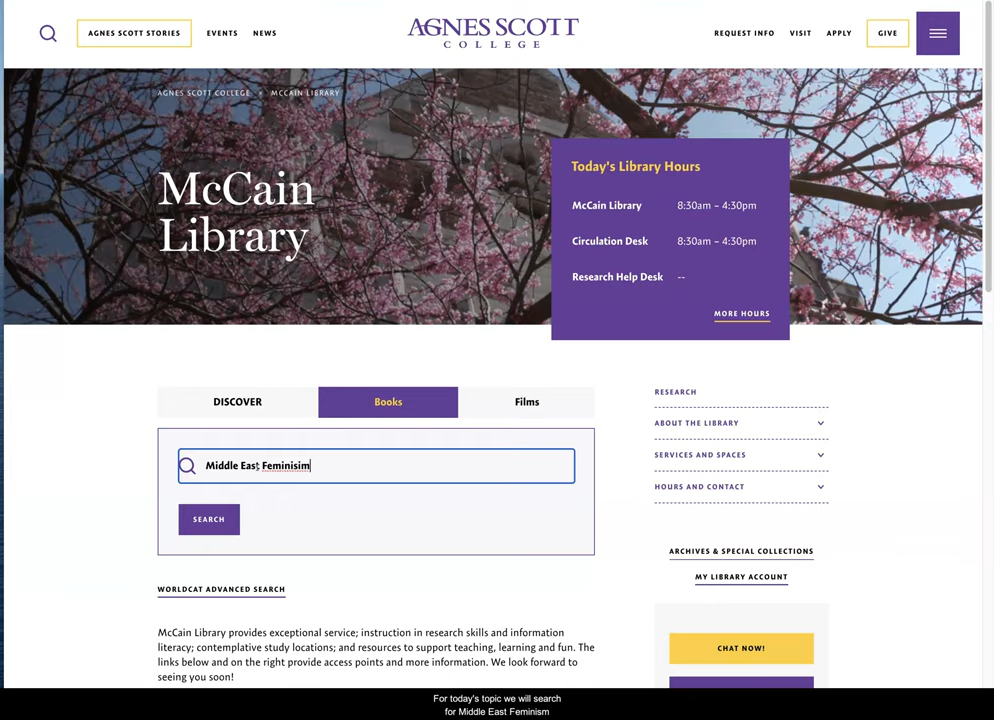 AGNES SCOTT STORIES
EVENTS
NEWS
AGNES SCOTT
COLLEGE
REQUEST INFO
VISIT
APPLY
GIVE
AGNES SCOTT COLLEGE > MCCAIN LIBRARY
McCain
Library
Today's Library Hours
McCain Library 8:30am – 4:30pm
Circulation Desk 8:30am – 4:30pm
Research Help Desk --
MORE HOURS
DISCOVER
Books
Films
Middle East Feminisim
SEARCH
WORLDCAT ADVANCED SEARCH
McCain Library provides exceptional service; instruction in research skills and information
literacy; contemplative study locations; and resources to support teaching, learning and fun. The
links below and on the right provide access points and more information. We look forward to
seeing you soon!
RESEARCH
ABOUT THE LIBRARY
SERVICES AND SPACES
HOURS AND CONTACT
ARCHIVES & SPECIAL COLLECTIONS
MY LIBRARY ACCOUNT
CHAT NOW!
For today's topic we will search
for Middle East Feminism